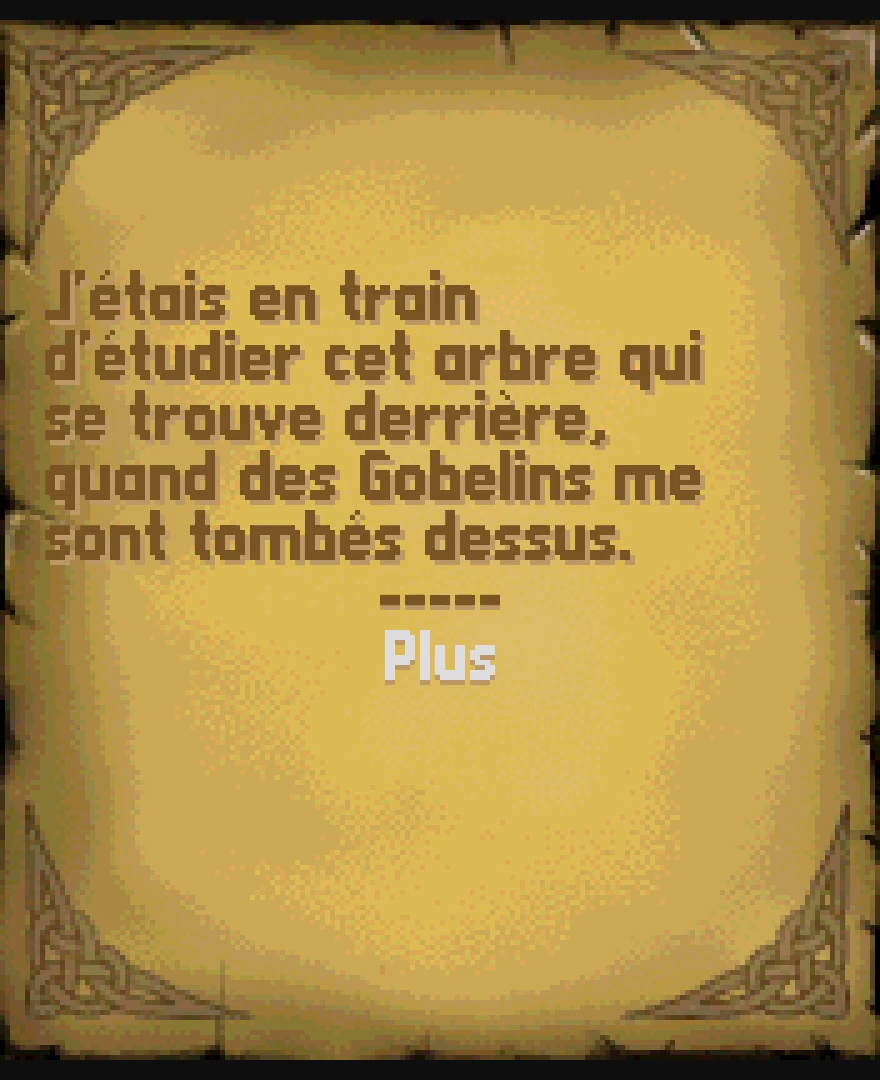 J'étais en train
d'étudier cet arbre qui
se trouve derrière,
quand des Gobelins me
sont tombés dessus.
-----
Plus